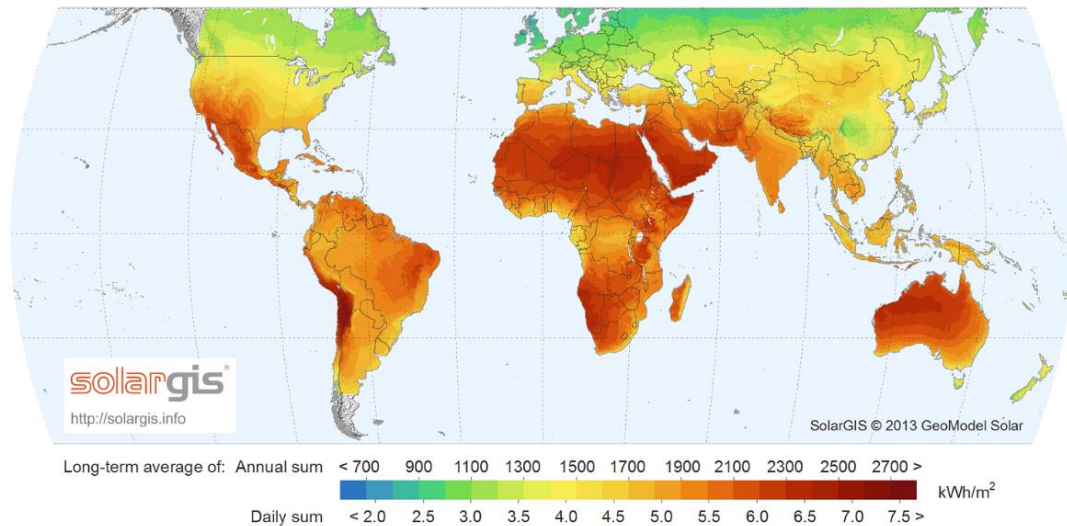 solargis®
http://solargis.info
SolarGIS © 2013 GeoModel Solar
Long-term average of: Annual sum < 700 900 1100 1300 1500 1700 1900 2100 2300 2500 2700 >
kWh/m²
Daily sum < 2.0 2.5 3.0 3.5 4.0 4.5 5.0 5.5 6.0 6.5 7.0 7.5 >